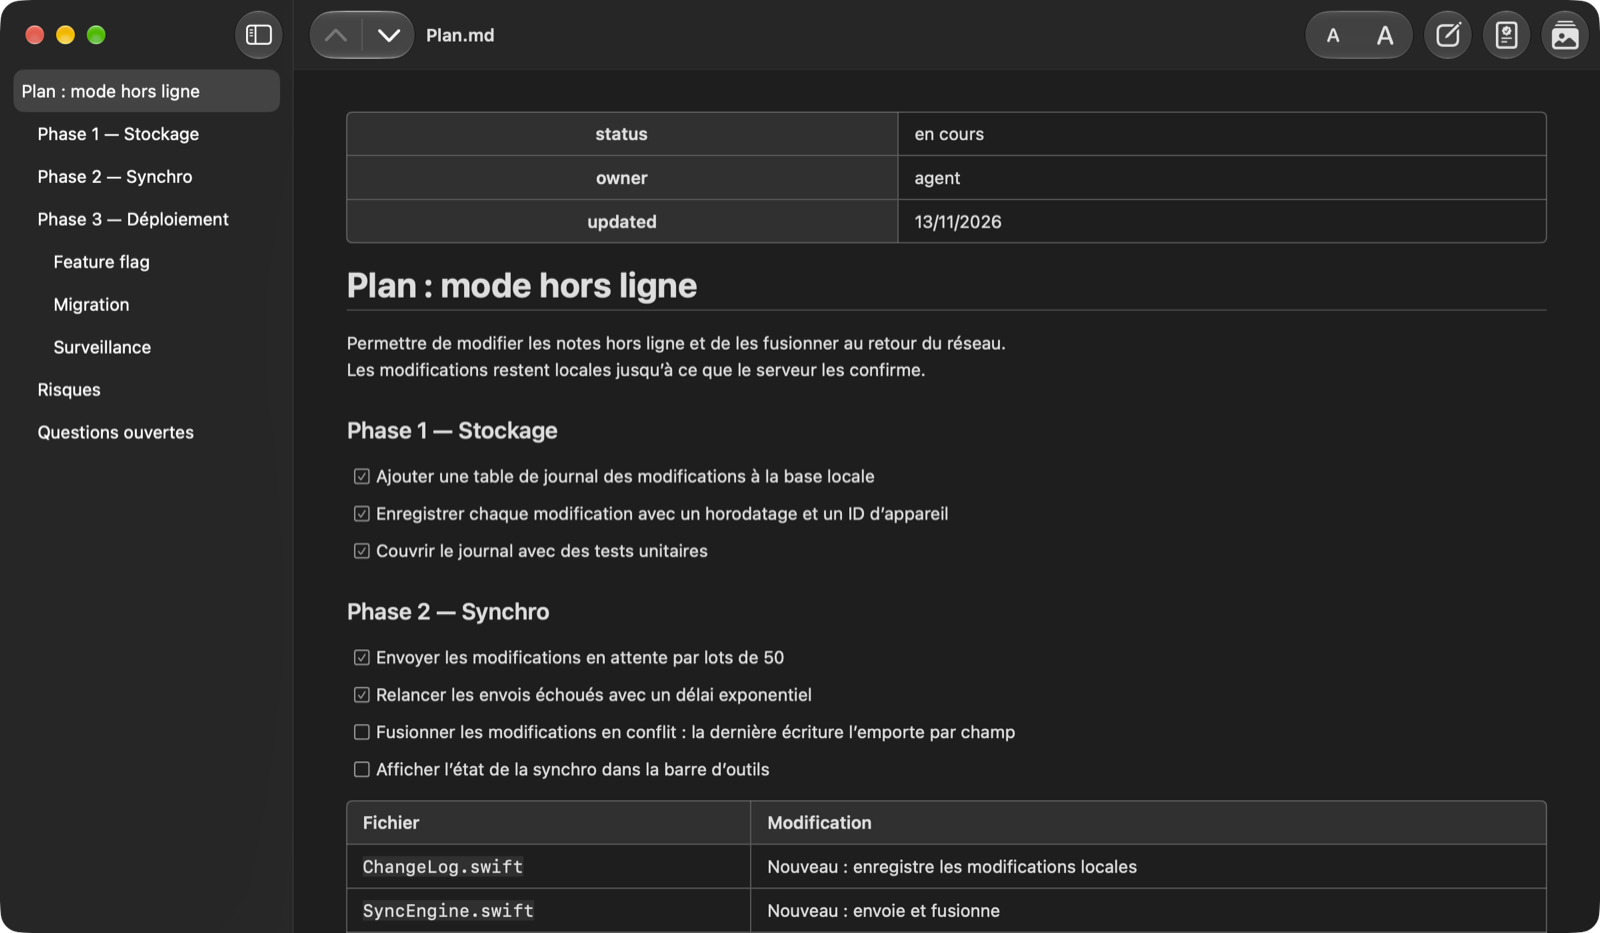 Plan.md
A A
Plan : mode hors ligne
Phase 1 — Stockage
Phase 2 — Synchro
Phase 3 — Déploiement
Feature flag
Migration
Surveillance
Risques
Questions ouvertes
status en cours
owner agent
updated 13/11/2026
Plan : mode hors ligne
Permettre de modifier les notes hors ligne et de les fusionner au retour du réseau.
Les modifications restent locales jusqu’à ce que le serveur les confirme.
Phase 1 — Stockage
Ajouter une table de journal des modifications à la base locale
Enregistrer chaque modification avec un horodatage et un ID d’appareil
Couvrir le journal avec des tests unitaires
Phase 2 — Synchro
Envoyer les modifications en attente par lots de 50
Relancer les envois échoués avec un délai exponentiel
Fusionner les modifications en conflit : la dernière écriture l’emporte par champ
Afficher l’état de la synchro dans la barre d’outils
Fichier Modification
ChangeLog.swift Nouveau : enregistre les modifications locales
SyncEngine.swift Nouveau : envoie et fusionne